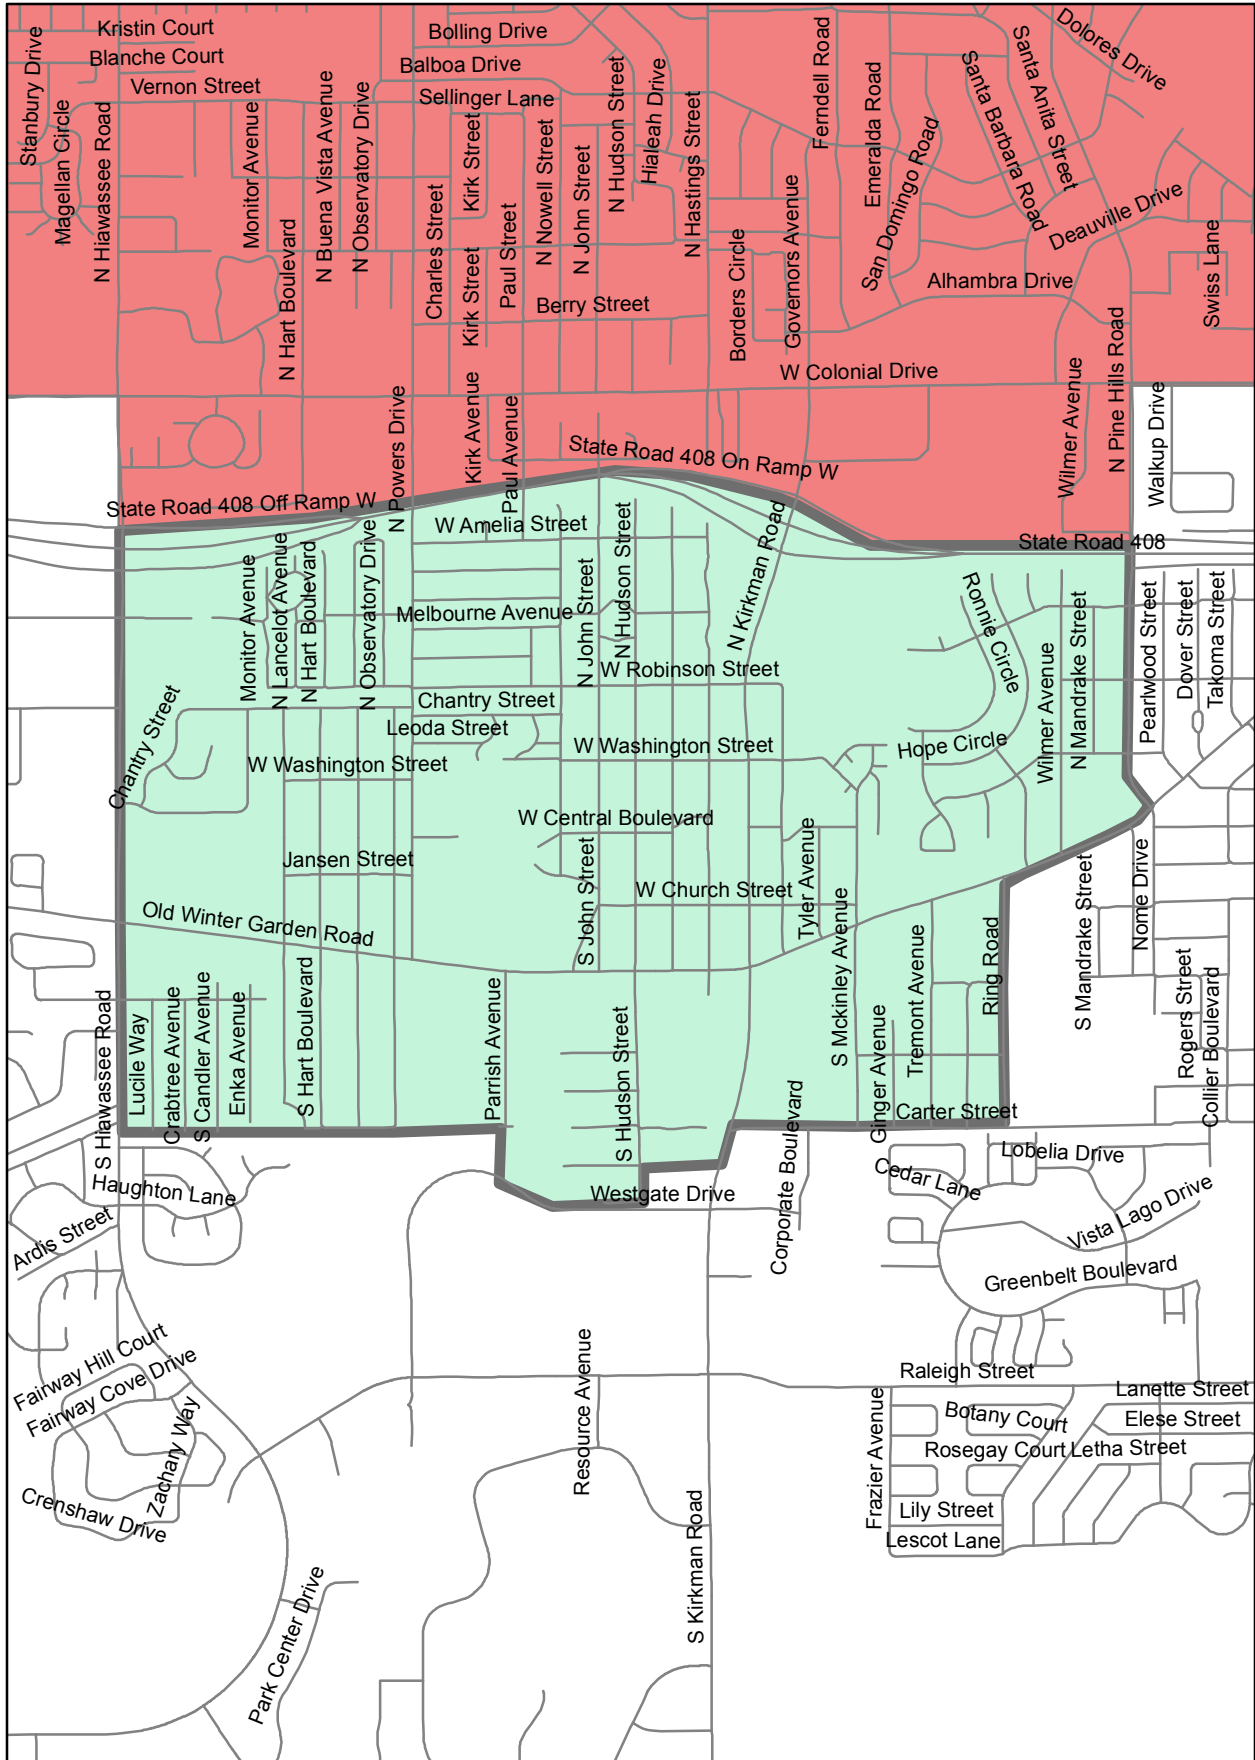 Kristin Court
Blanche Court
Vernon Street
Stanbury Drive
Magellan Circle
N Hiawassee Road
Monitor Avenue
N Hart Boulevard
N Buena Vista Avenue
N Observatory Drive
Bolling Drive
Balboa Drive
Sellinger Lane
Charles Street
Kirk Street
Kirk Street
Paul Street
N Nowell Street
N John Street
N Hudson Street
Hialeah Drive
N Hastings Street
Berry Street
Borders Circle
Governors Avenue
Ferndell Road
Emeralda Road
San Domingo Road
Santa Barbara Road
Santa Anita Street
Dolores Drive
Deauville Drive
Alhambra Drive
Swiss Lane
W Colonial Drive
N Powers Drive
Kirk Avenue
Paul Avenue
Wilmer Avenue
N Pine Hills Road
Walkup Drive
State Road 408 On Ramp W
State Road 408 Off Ramp W
State Road 408
W Amelia Street
Monitor Avenue
N Lancelot Avenue
N Hart Boulevard
N Observatory Drive
Melbourne Avenue
N John Street
N Hudson Street
N Kirkman Road
Ronnie Circle
Wilmer Avenue
N Mandrake Street
Pearlwood Street
Dover Street
Takoma Street
W Robinson Street
Chantry Street
Chantry Street
Leoda Street
W Washington Street
W Washington Street
Hope Circle
W Central Boulevard
Jansen Street
S John Street
W Church Street
Tyler Avenue
S Mckinley Avenue
Old Winter Garden Road
S Mandrake Street
Nome Drive
Rogers Street
Collier Boulevard
Ring Road
Tremont Avenue
Ginger Avenue
Carter Street
S Hiawassee Road
Lucile Way
Crabtree Avenue
S Candler Avenue
Enka Avenue
S Hart Boulevard
Parrish Avenue
S Hudson Street
Westgate Drive
Corporate Boulevard
Cedar Lane
Lobelia Drive
Vista Lago Drive
Greenbelt Boulevard
Haughton Lane
Ardis Street
Fairway Hill Court
Fairway Cove Drive
Zachary Way
Crenshaw Drive
Park Center Drive
Resource Avenue
S Kirkman Road
Raleigh Street
Lanette Street
Frazier Avenue
Botany Court
Elese Street
Rosegay Court
Letha Street
Lily Street
Lescot Lane